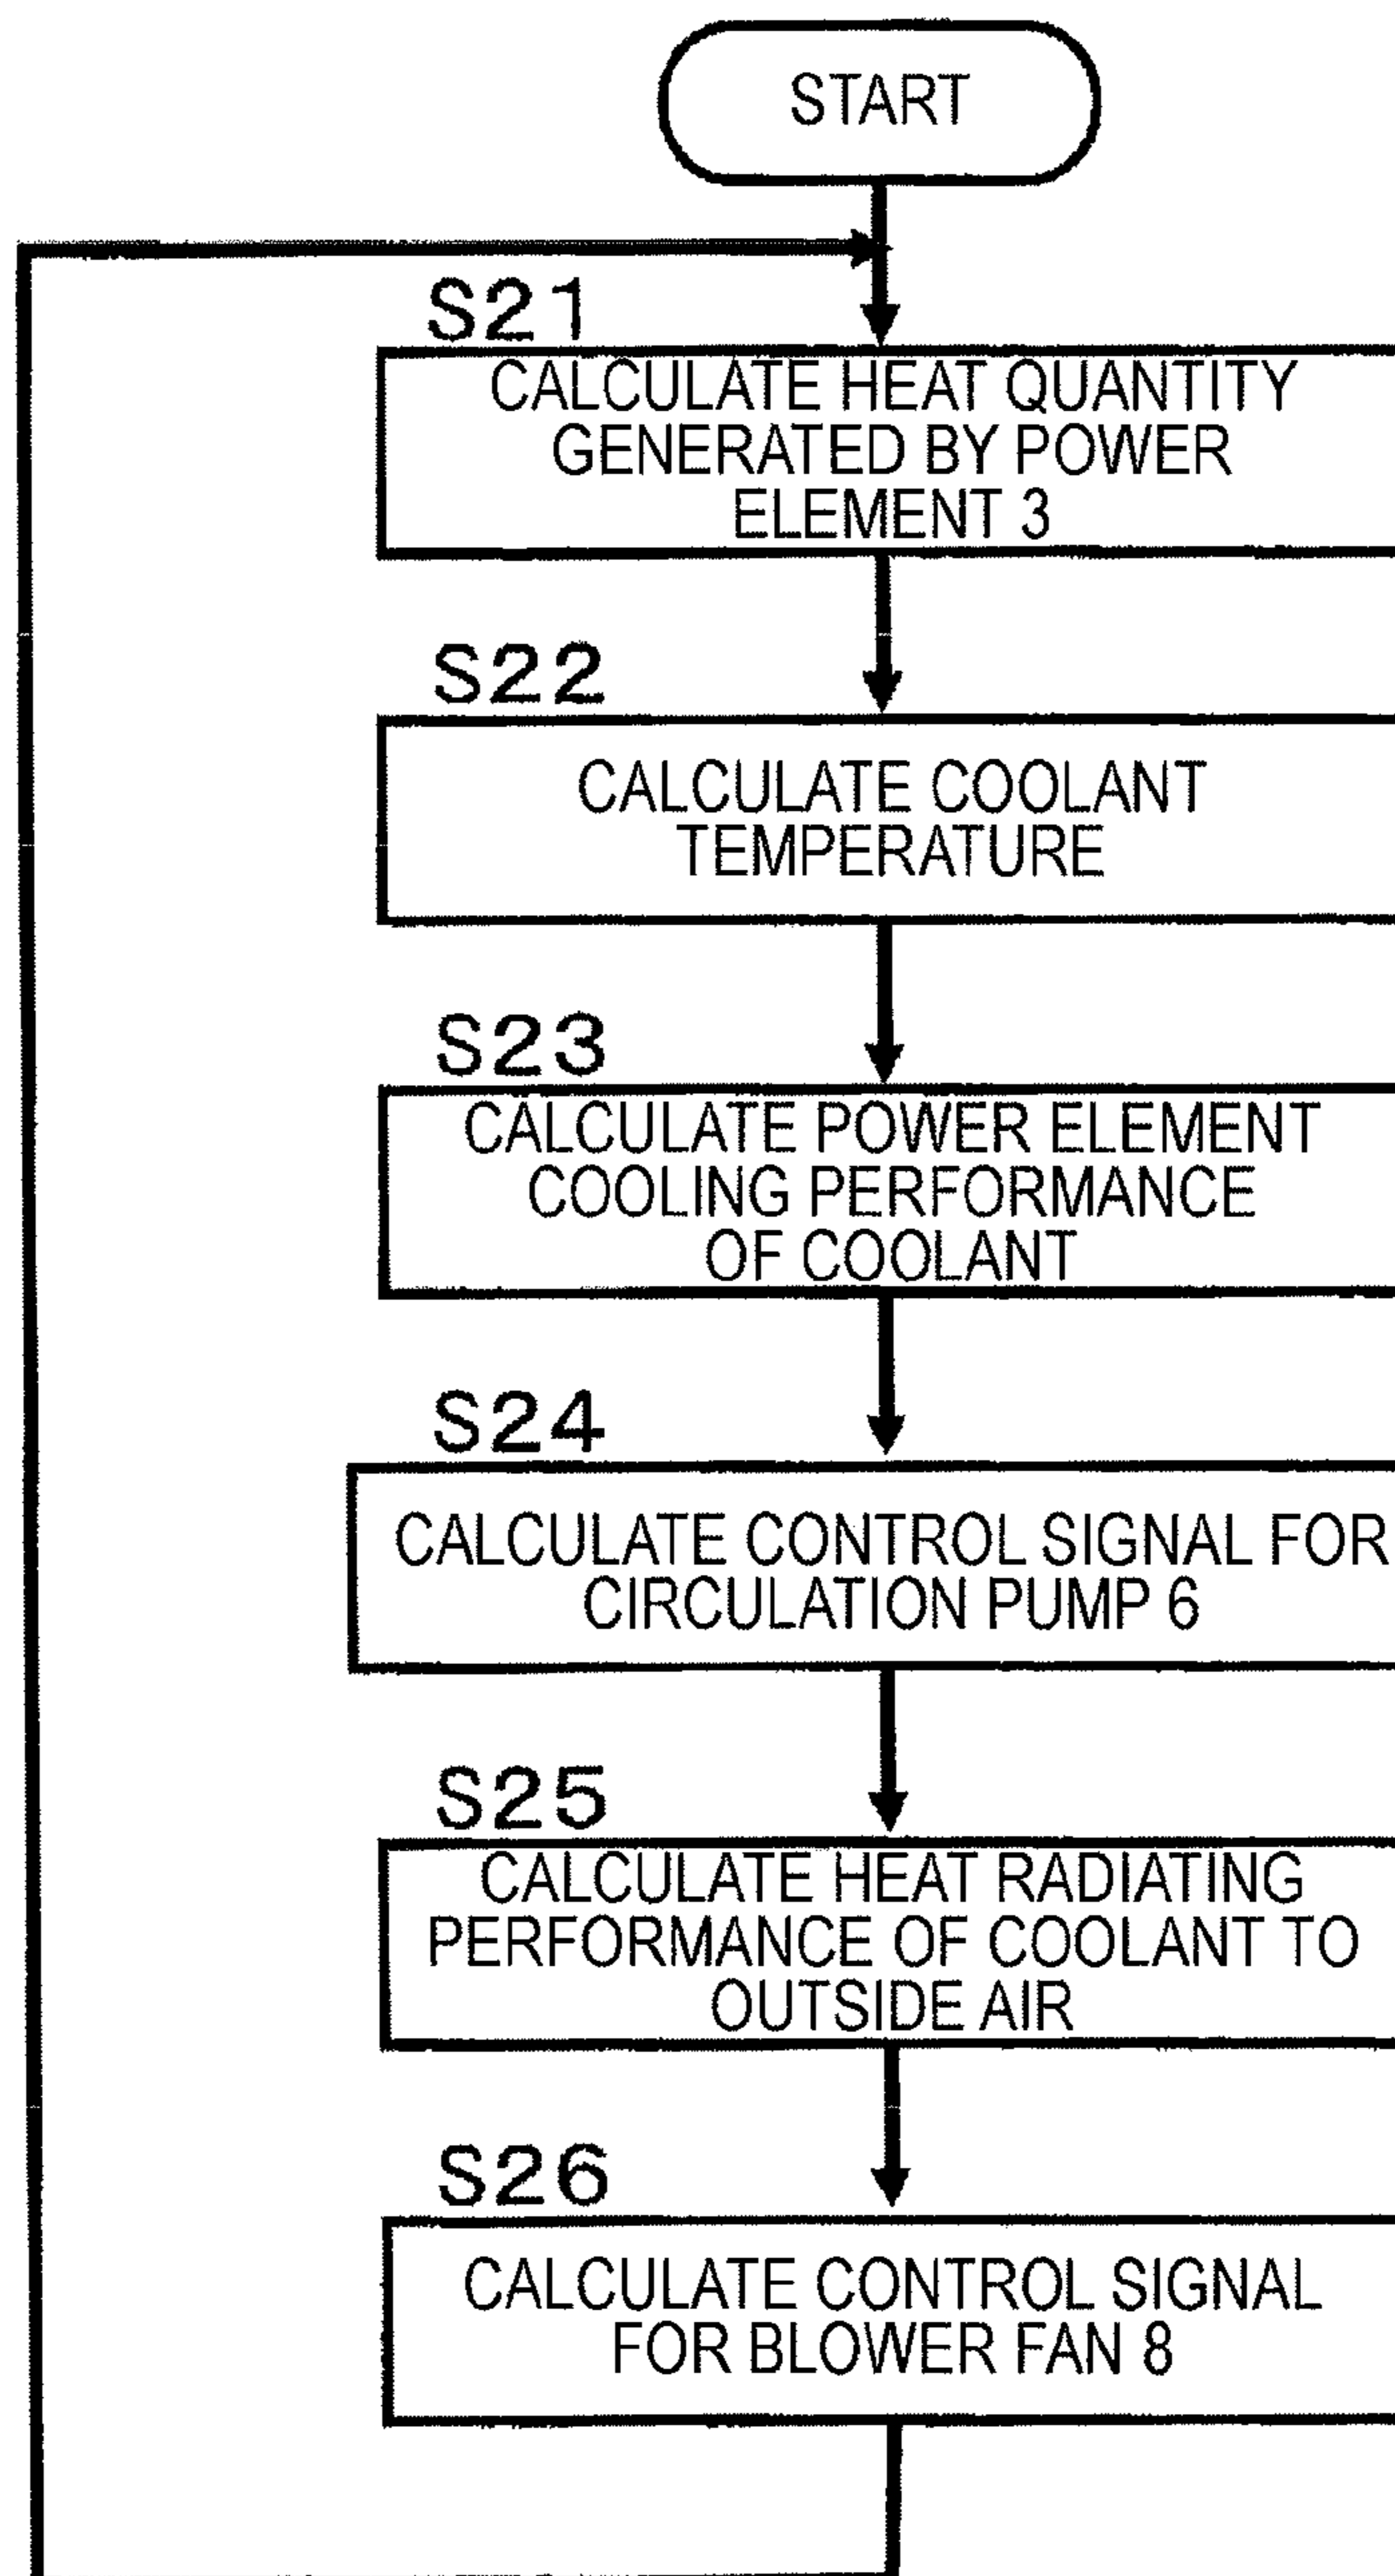 START
S21
CALCULATE HEAT QUANTITY
GENERATED BY POWER
ELEMENT 3
S22
CALCULATE COOLANT
TEMPERATURE
S23
CALCULATE POWER ELEMENT
COOLING PERFORMANCE
OF COOLANT
S24
CALCULATE CONTROL SIGNAL FOR
CIRCULATION PUMP 6
S25
CALCULATE HEAT RADIATING
PERFORMANCE OF COOLANT TO
OUTSIDE AIR
S26
CALCULATE CONTROL SIGNAL
FOR BLOWER FAN 8